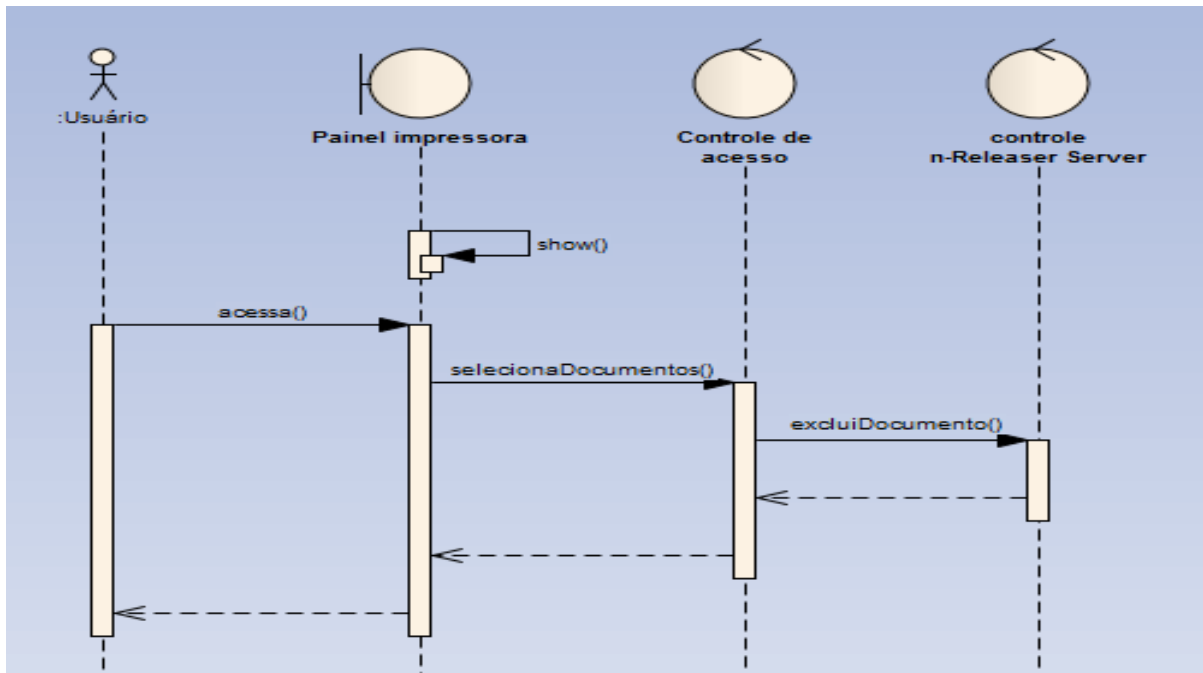 :Usuário
Painel impressora
Controle de
acesso
controle
n-Releaser Server
show()
acessa()
selecionaDocumentos()
excluiDocumento()